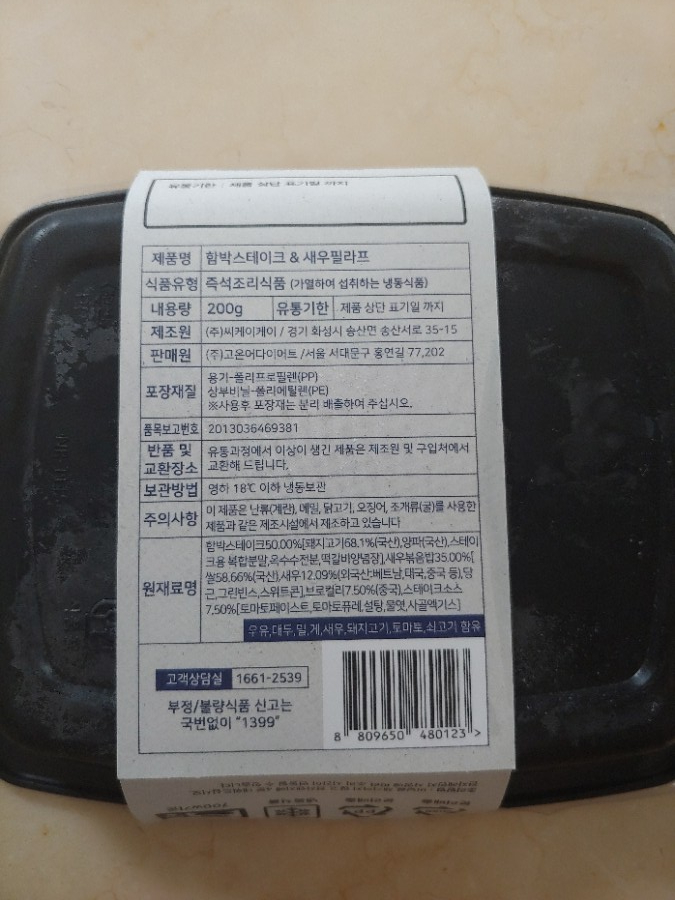 유통기한 : 제품 상단 표기일 까지
제품명 함박스테이크 & 새우필라프
식품유형 즉석조리식품 (가열하여 섭취하는 냉동식품)
내용량 200g 유통기한 제품 상단 표기일 까지
제조원 (주)씨케이케이 / 경기 화성시 송산면 송산서로 35-15
판매원 (주)고온어다이어트 /서울 서대문구 홍연길 77,202
포장재질 용기-폴리프로필렌(PP)
상부비닐-폴리에틸렌(PE)
※사용후 포장재는 분리 배출하여 주십시오.
품목보고번호 2013036469381
반품 및 교환장소 유통과정에서 이상이 생긴 제품은 제조원 및 구입처에서
교환해 드립니다.
보관방법 영하 18℃ 이하 냉동보관
주의사항 이 제품은 난류(계란), 메밀, 닭고기, 오징어, 조개류(굴)를 사용한
제품과 같은 제조시설에서 제조하고 있습니다
원재료명 함박스테이크50.00%[돼지고기68.1%(국산),양파(국산),스테이
크용 복합분말,옥수수전분,떡갈비양념장],새우볶음밥35.00%[
쌀58.66%(국산),새우12.09%(외국산:베트남,태국,중국 등),당
근,그린빈스,스위트콘],브로컬리7.50%(중국),스테이크소스
7.50%[토마토페이스트,토마토퓨레,설탕,물엿,사골엑기스]
우유,대두,밀,게,새우,돼지고기,토마토,쇠고기 함유
고객상담실 1661-2539
부정/불량식품 신고는
국번없이 "1399"
8 809650 480123 >